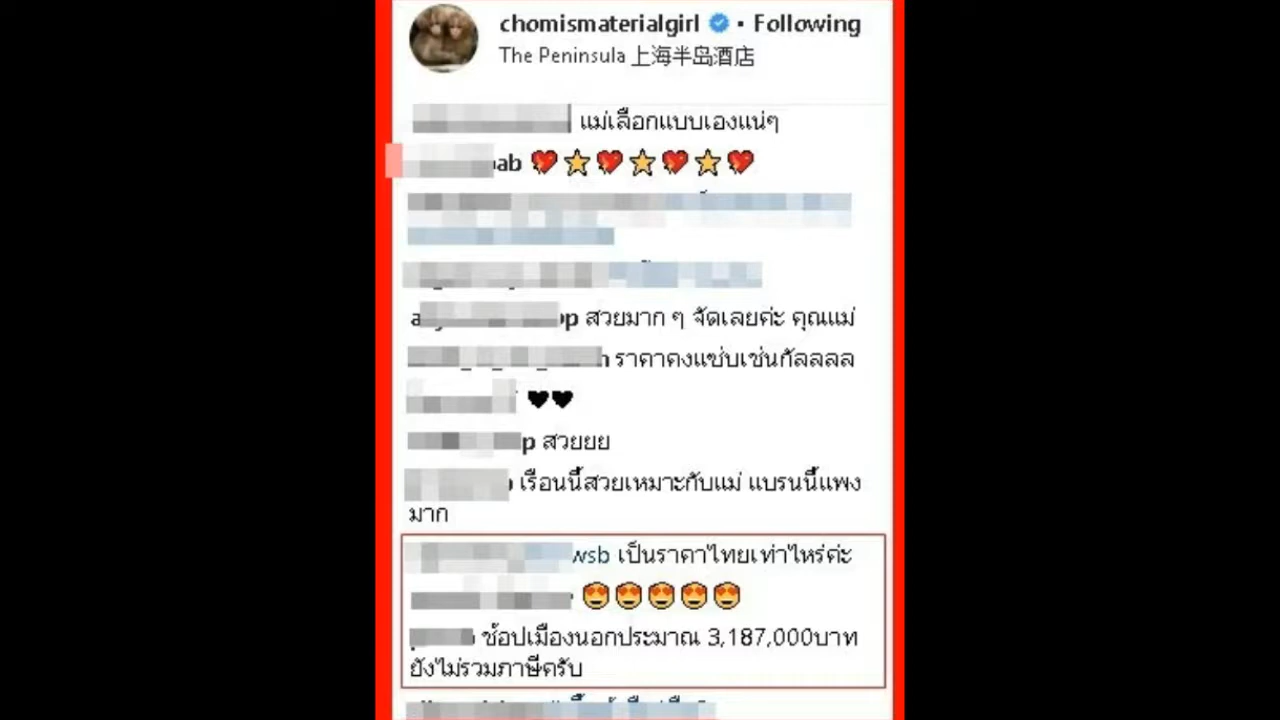 chomismaterialgirl • Following
The Peninsula 上海半岛酒店
แม่เลือกแบบเองแน่ๆ
ab
สวยมาก ๆ จัดเลยค่ะ คุณแม่
ราคาคงแซ่บเช่นกัลลลล
p สวยยย
เรือนนี้สวยเหมาะกับแม่ แบรนนี้แพง
มาก
wsb เป็นราคาไทยเท่าไหร่ค่ะ
ช้อปเมืองนอกประมาณ 3,187,000บาท
ยังไม่รวมภาษีครับ